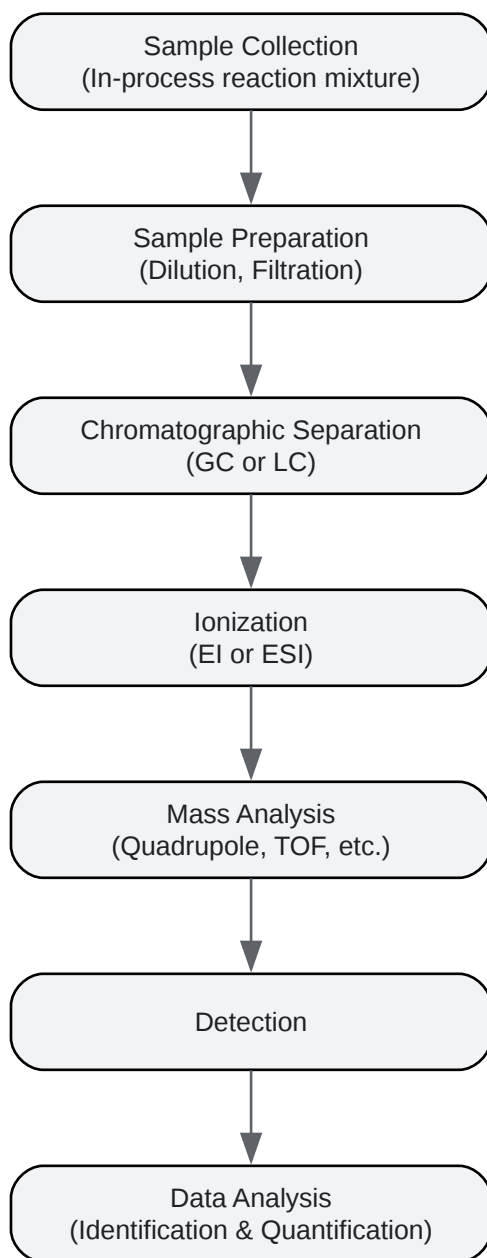 Sample Collection
(In-process reaction mixture)
Sample Preparation
(Dilution, Filtration)
Chromatographic Separation
(GC or LC)
Ionization
(EI or ESI)
Mass Analysis
(Quadrupole, TOF, etc.)
Detection
Data Analysis
(Identification & Quantification)